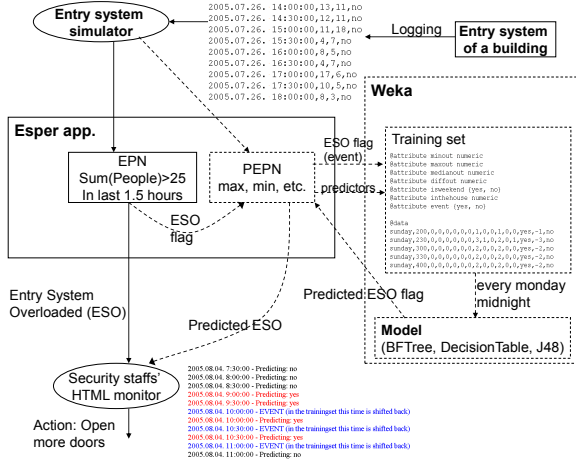 Entry system
simulator
2005.07.26. 14:00:00,13,11,no
2005.07.26. 14:30:00,12,11,no
2005.07.26. 15:00:00,11,18,no
2005.07.26. 15:30:00,4,7,no
2005.07.26. 16:00:00,8,5,no
2005.07.26. 16:30:00,4,7,no
2005.07.26. 17:00:00,17,6,no
2005.07.26. 17:30:00,10,5,no
2005.07.26. 18:00:00,8,3,no
Logging
Entry system
of a building
Weka
Esper app.
EPN
Sum(People)>25
In last 1.5 hours
PEPN
max, min, etc.
ESO
flag
ESO flag
(event)
predictors
Training set
@attribute minout numeric
@attribute maxout numeric
@attribute medianout numeric
@attribute diffout numeric
@attribute isweekend {yes, no}
@attribute inthehouse numeric
@attribute event {yes, no}
@data
sunday,200,0,0,0,0,0,0,1,0,0,1,0,0,yes,-1,no
sunday,230,0,0,0,0,0,0,3,1,0,2,0,1,yes,-3,no
sunday,300,0,0,0,0,0,0,2,0,0,2,0,0,yes,-2,no
sunday,330,0,0,0,0,0,0,2,0,0,2,0,0,yes,-2,no
sunday,400,0,0,0,0,0,0,2,0,0,2,0,0,yes,-2,no
Entry System
Overloaded (ESO)
Predicted ESO
Predicted ESO flag
every monday
midnight
Model
(BFTree, DecisionTable, J48)
Security staffs'
HTML monitor
Action: Open
more doors
2005.08.04. 7:30:00 - Predicting: no
2005.08.04. 8:00:00 - Predicting: no
2005.08.04. 8:30:00 - Predicting: no
2005.08.04. 9:00:00 - Predicting: yes
2005.08.04. 9:30:00 - Predicting: yes
2005.08.04. 10:00:00 - EVENT (in the trainingset this time is shifted back)
2005.08.04. 10:00:00 - Predicting: yes
2005.08.04. 10:30:00 - EVENT (in the trainingset this time is shifted back)
2005.08.04. 10:30:00 - Predicting: yes
2005.08.04. 11:00:00 - EVENT (in the trainingset this time is shifted back)
2005.08.04. 11:00:00 - Predicting: no